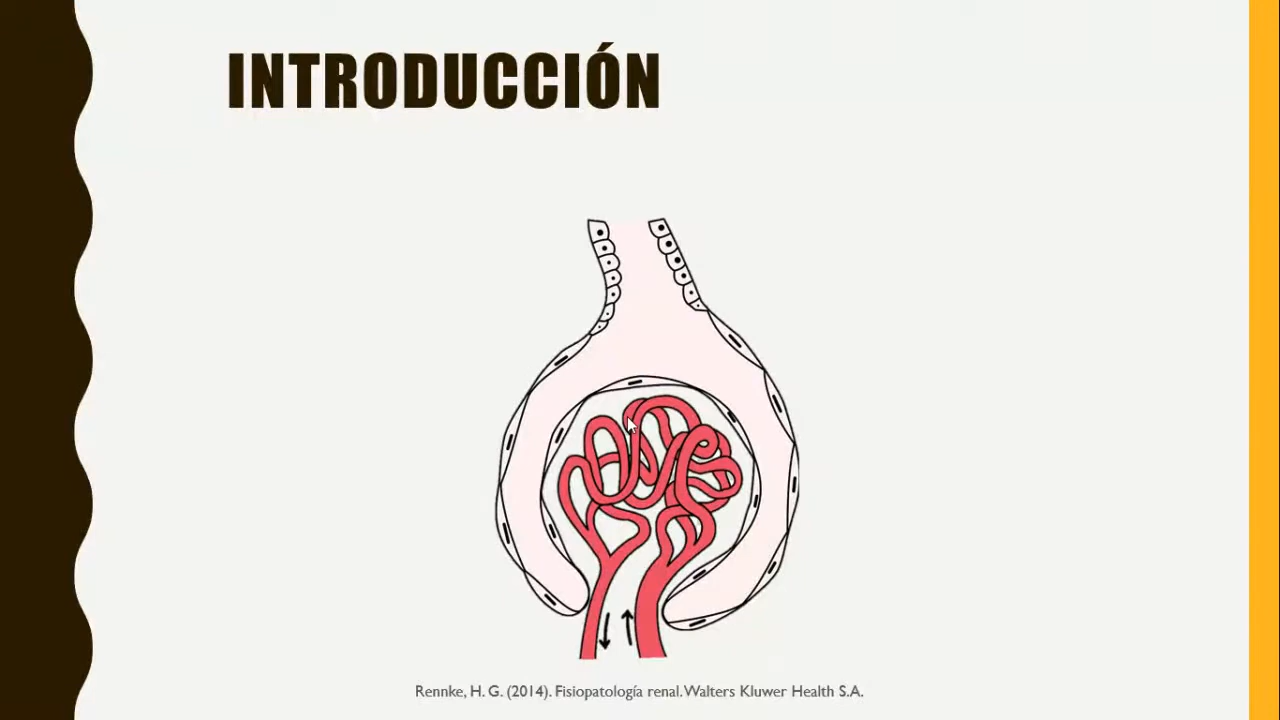 INTRODUCCIÓN
Rennke, H. G. (2014). Fisiopatología renal. Walters Kluwer Health S.A.